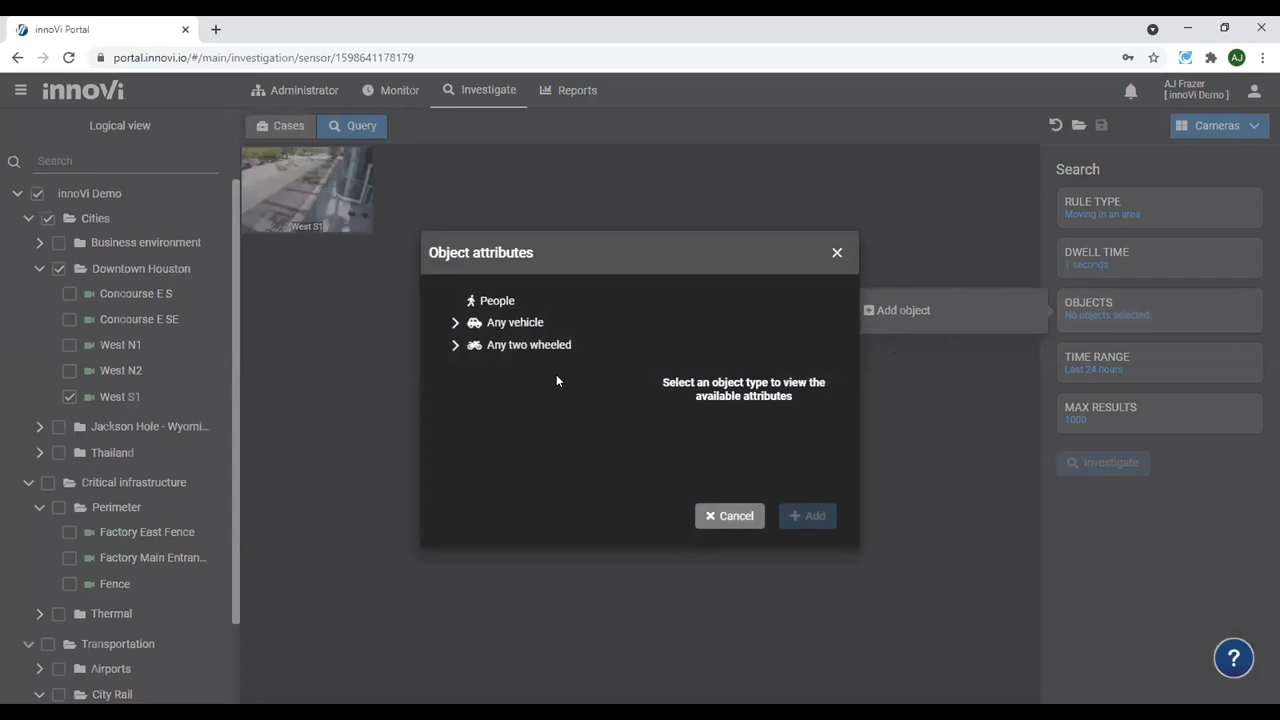 innoVi Portal
portal.innovi.io/#/main/investigation/sensor/1598641178179
AJ
innoVi
Administrator
Monitor
Investigate
Reports
AJ Frazer
[ innoVi Demo ]
Logical view
Cases
Query
Cameras
Search
innoVi Demo
Cities
Business environment
Downtown Houston
Concourse E S
Concourse E SE
West N1
West N2
West S1
Jackson Hole - Wyomi...
Thailand
Critical infrastructure
Perimeter
Factory East Fence
Factory Main Entran...
Fence
Thermal
Transportation
Airports
City Rail
West S1
Object attributes
People
Any vehicle
Any two wheeled
Select an object type to view the
available attributes
Cancel
Add
Add object
Search
RULE TYPE
Moving in an area
DWELL TIME
1 seconds
OBJECTS
No objects selected
TIME RANGE
Last 24 hours
MAX RESULTS
1000
Investigate
?